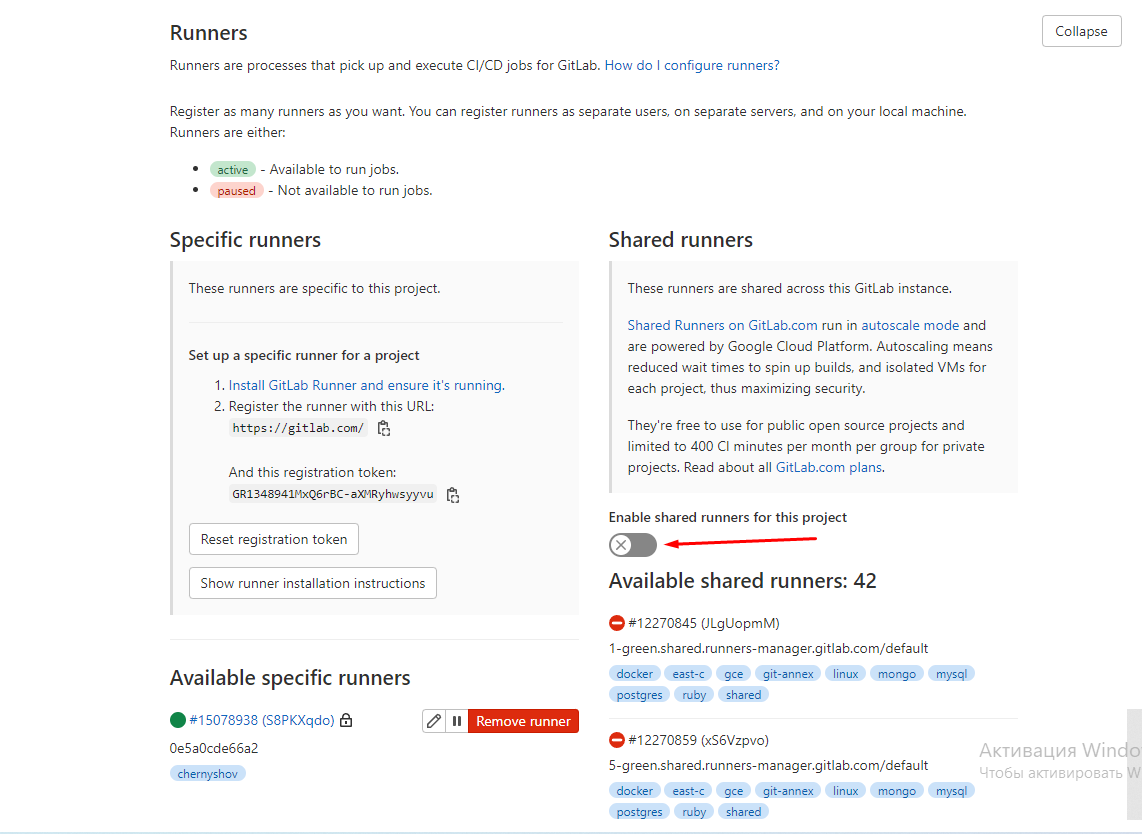 Runners
Collapse
Runners are processes that pick up and execute CI/CD jobs for GitLab. How do I configure runners?
Register as many runners as you want. You can register runners as separate users, on separate servers, and on your local machine.
Runners are either:
active - Available to run jobs.
paused - Not available to run jobs.
Specific runners
These runners are specific to this project.
Set up a specific runner for a project
1. Install GitLab Runner and ensure it's running.
2. Register the runner with this URL:
https://gitlab.com/
And this registration token:
GR1348941MxQ6rBC-aXMRyhwsyyvu
Reset registration token
Show runner installation instructions
Available specific runners
#15078938 (S8PKXqdo)
Remove runner
0e5a0cde66a2
chernyshov
Shared runners
These runners are shared across this GitLab instance.
Shared Runners on GitLab.com run in autoscale mode and
are powered by Google Cloud Platform. Autoscaling means
reduced wait times to spin up builds, and isolated VMs for
each project, thus maximizing security.
They're free to use for public open source projects and
limited to 400 CI minutes per month per group for private
projects. Read about all GitLab.com plans.
Enable shared runners for this project
Available shared runners: 42
#12270845 (JLgUopmM)
1-green.shared.runners-manager.gitlab.com/default
docker east-c gce git-annex linux mongo mysql
postgres ruby shared
#12270859 (xS6Vzpvo)
5-green.shared.runners-manager.gitlab.com/default
docker east-c gce git-annex linux mongo mysql
postgres ruby shared
Активация Windo
Чтобы активировать W